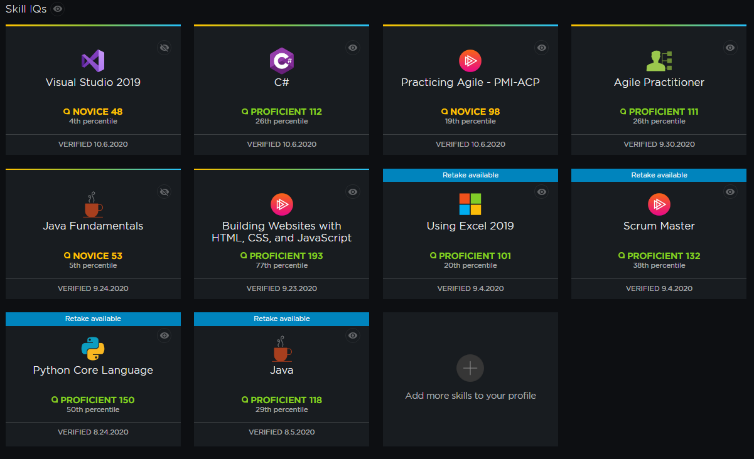 Skill IQs
Visual Studio 2019
NOVICE 48
4th percentile
VERIFIED 10.6.2020
C#
PROFICIENT 112
26th percentile
VERIFIED 10.6.2020
Practicing Agile - PMI-ACP
NOVICE 98
19th percentile
VERIFIED 10.6.2020
Agile Practitioner
PROFICIENT 111
26th percentile
VERIFIED 9.30.2020
Java Fundamentals
NOVICE 53
5th percentile
VERIFIED 9.24.2020
Building Websites with
HTML, CSS, and JavaScript
PROFICIENT 193
77th percentile
VERIFIED 9.23.2020
Retake available
Using Excel 2019
PROFICIENT 101
20th percentile
VERIFIED 9.4.2020
Retake available
Scrum Master
PROFICIENT 132
38th percentile
VERIFIED 9.4.2020
Retake available
Python Core Language
PROFICIENT 150
50th percentile
VERIFIED 8.24.2020
Retake available
Java
PROFICIENT 118
29th percentile
VERIFIED 8.5.2020
Add more skills to your profile